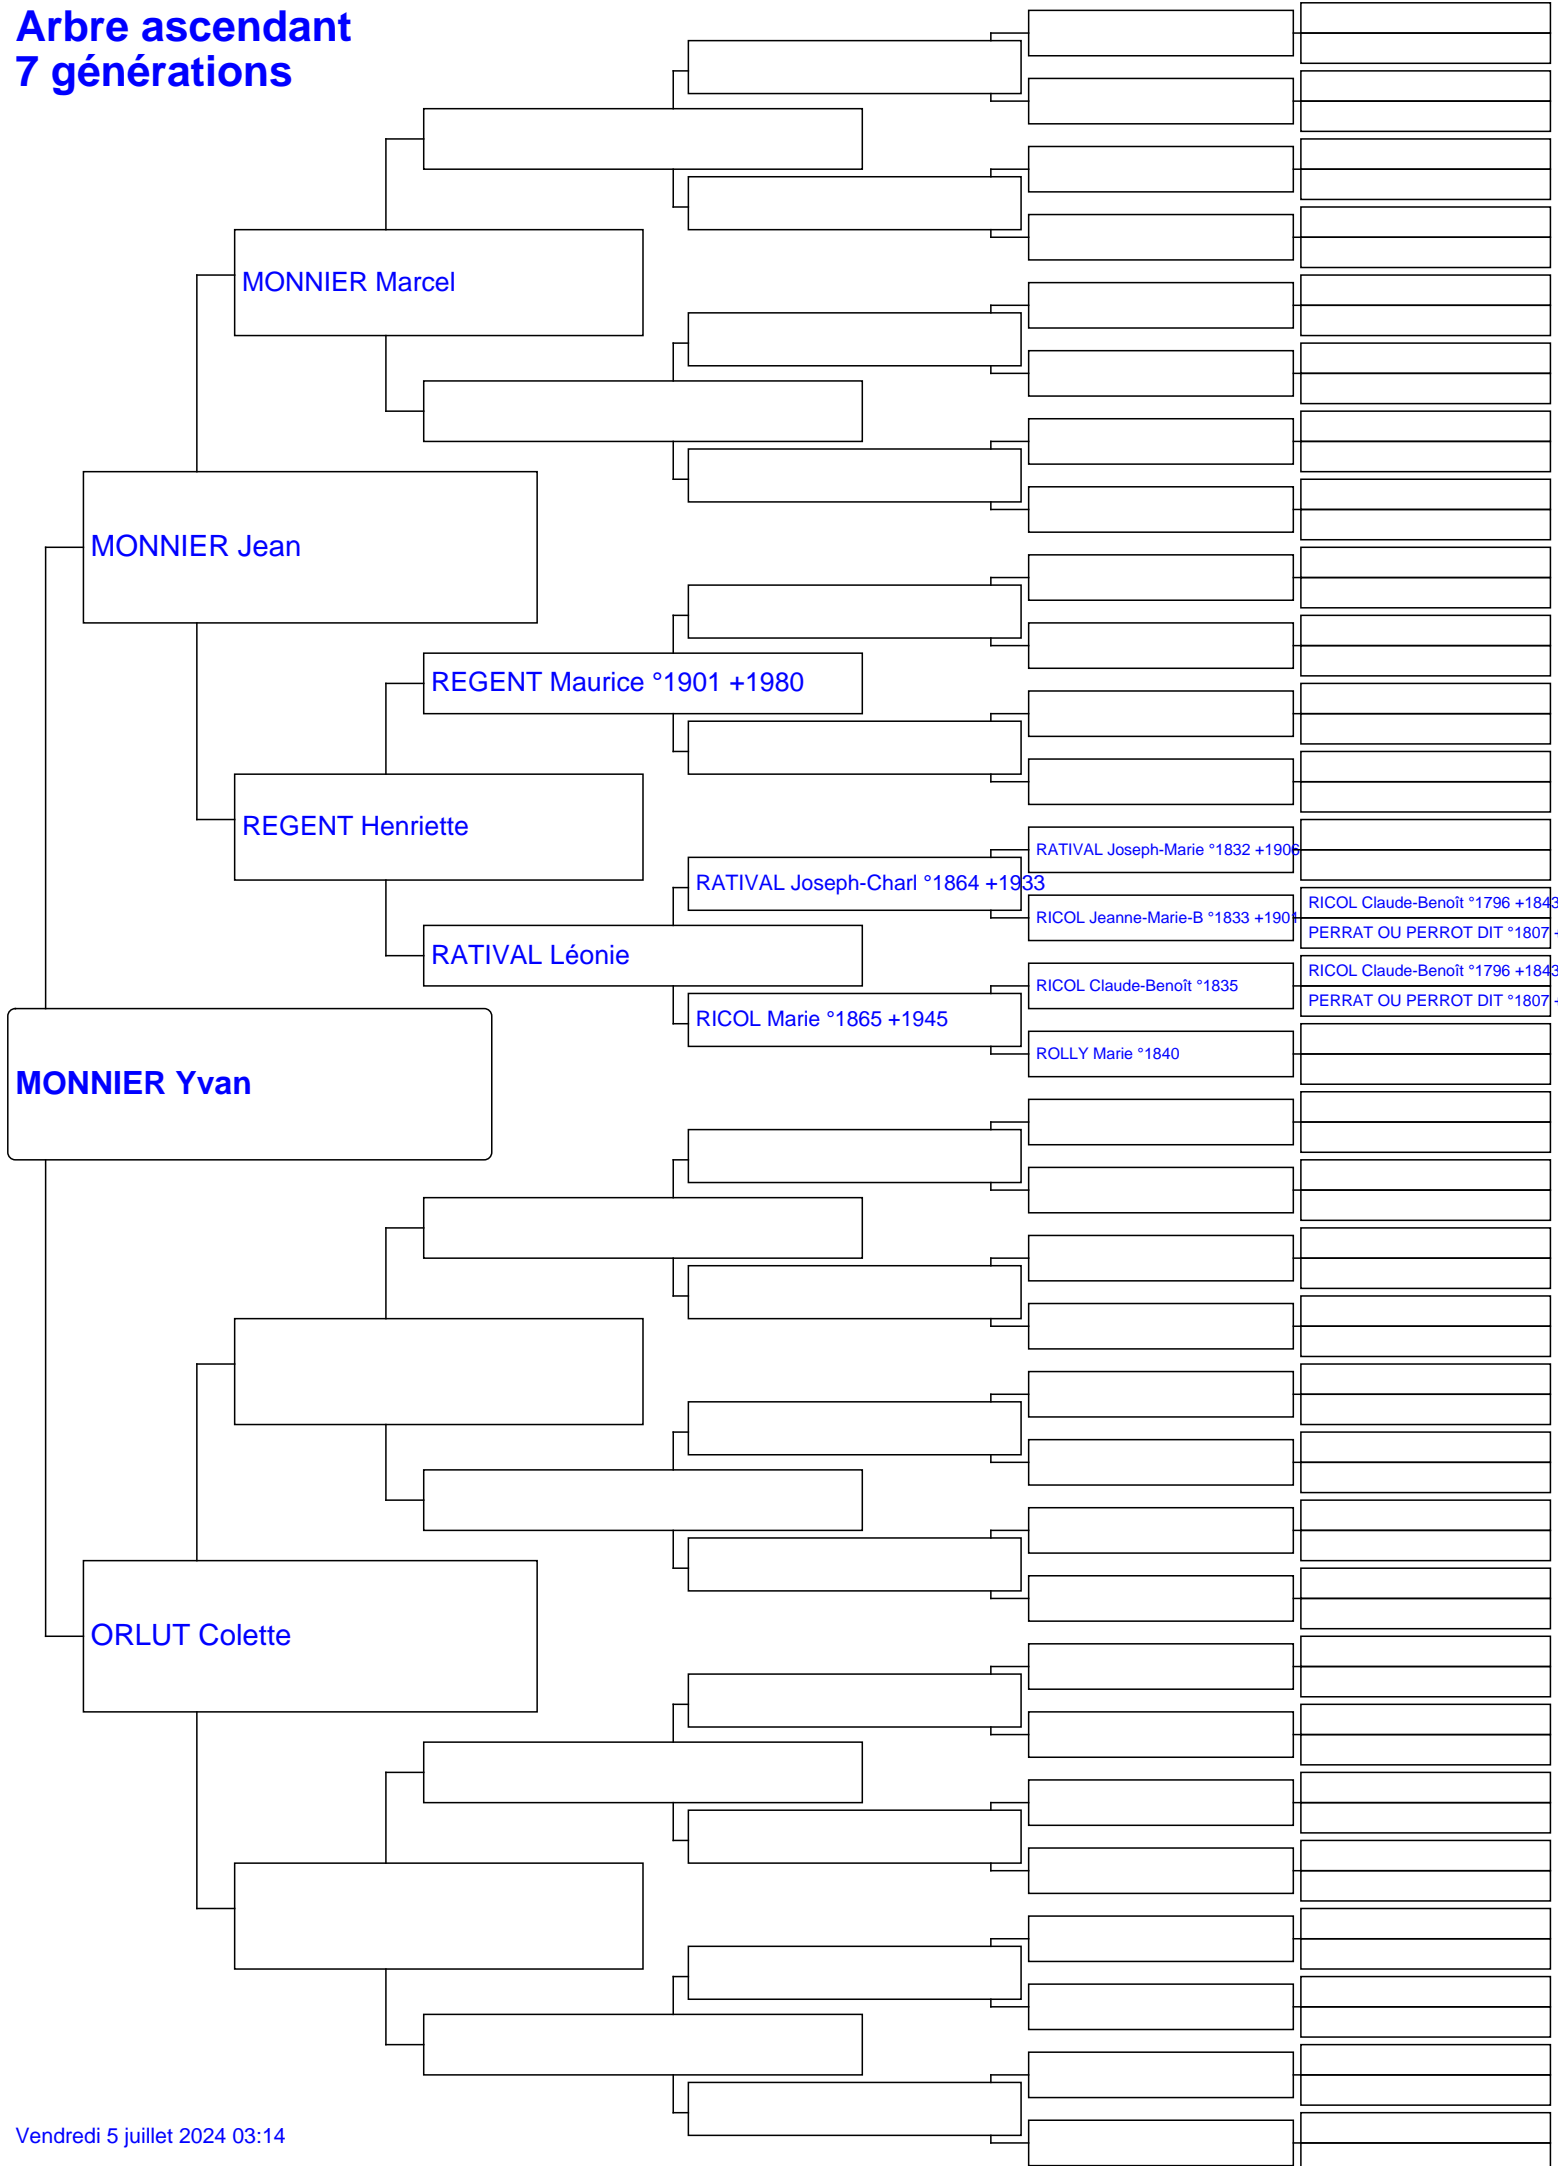 Arbre ascendant
7 générations
MONNIER Marcel
MONNIER Jean
REGENT Maurice °1901 +1980
REGENT Henriette
RATIVAL Joseph-Marie °1832 +1906
RATIVAL Joseph-Charl °1864 +1933
RICOL Claude-Benoît °1796 +1843
RICOL Jeanne-Marie-B °1833 +1901
PERRAT OU PERROT DIT °1807 +
RATIVAL Léonie
RICOL Claude-Benoît °1796 +1843
RICOL Claude-Benoît °1835
PERRAT OU PERROT DIT °1807 +
RICOL Marie °1865 +1945
ROLLY Marie °1840
MONNIER Yvan
ORLUT Colette
Vendredi 5 juillet 2024 03:14